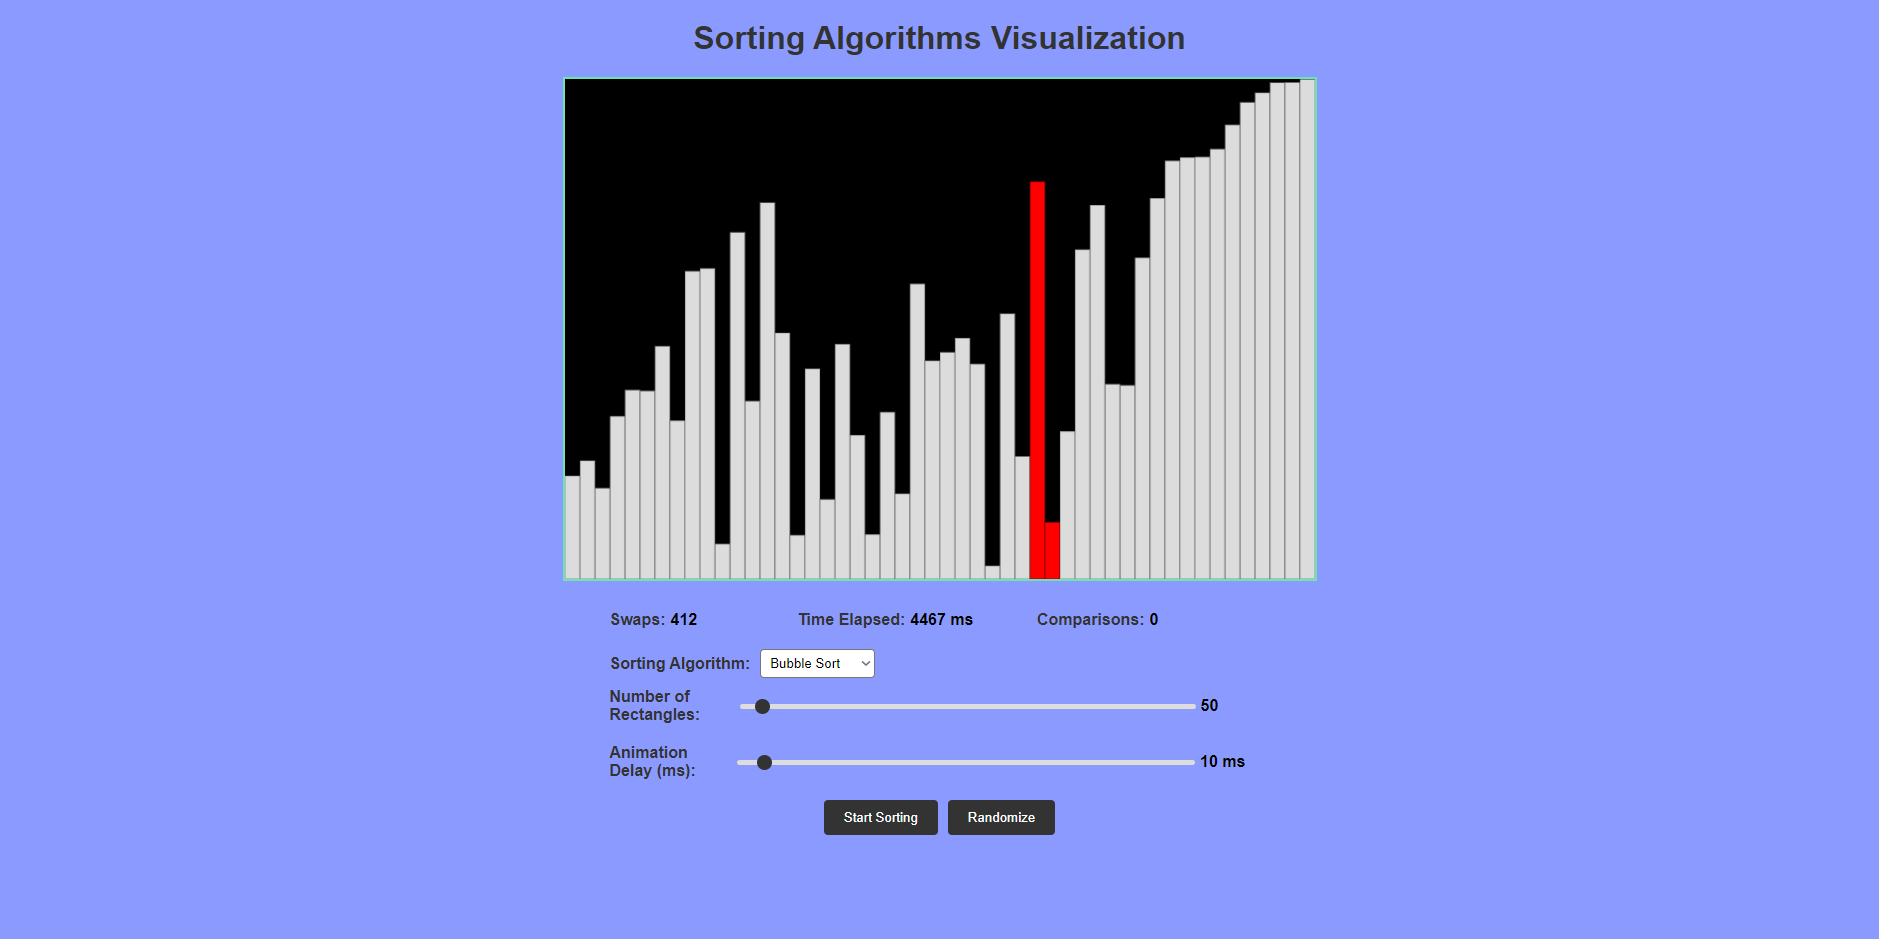 Sorting Algorithms Visualization
Swaps: 412 Time Elapsed: 4467 ms Comparisons: 0
Sorting Algorithm: Bubble Sort
Number of
Rectangles:
50
Animation
Delay (ms):
10 ms
Start Sorting Randomize